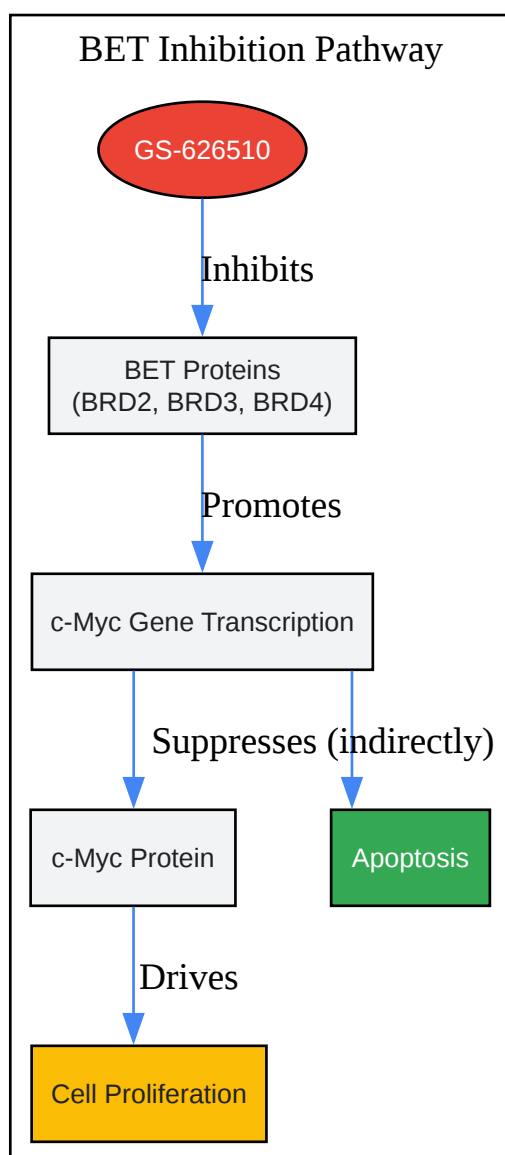 BET Inhibition Pathway
GS-626510
Inhibits
BET Proteins
(BRD2, BRD3, BRD4)
Promotes
c-Myc Gene Transcription
Suppresses (indirectly)
c-Myc Protein
Apoptosis
Drives
Cell Proliferation